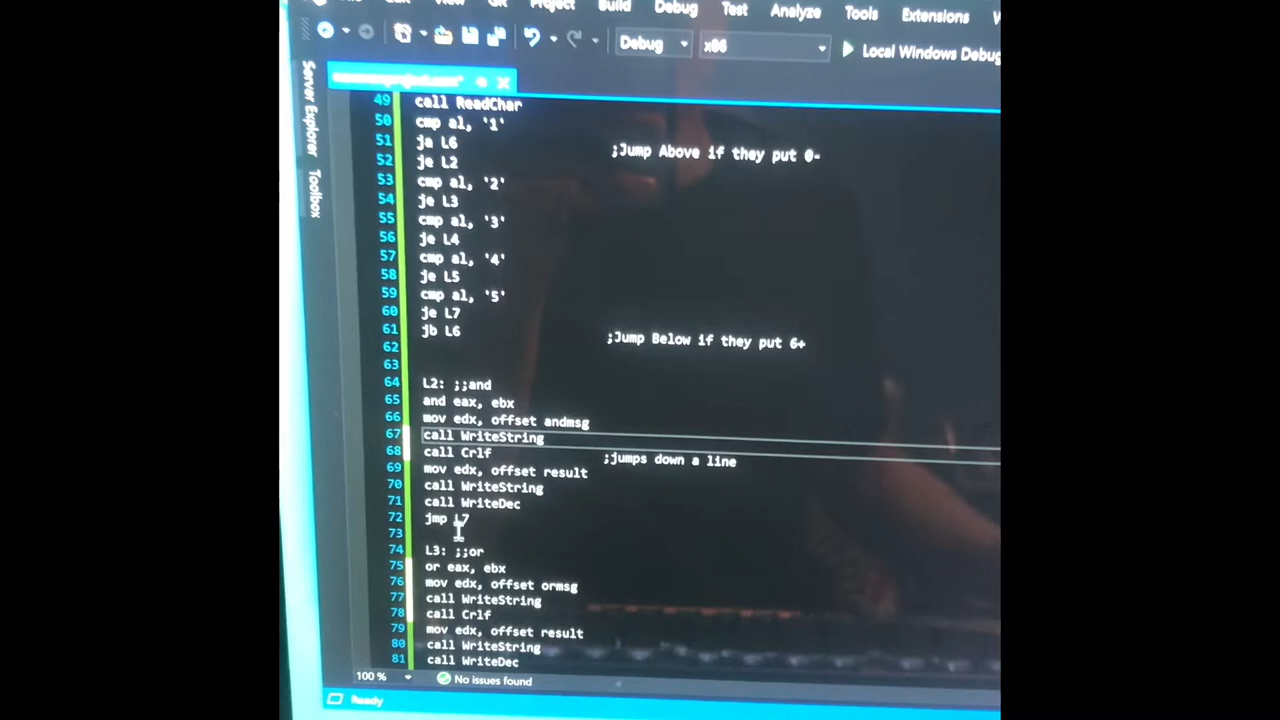 Project Build Debug Test Analyze Tools Extensions
Debug x86 Local Windows Debug
Server Explorer
Toolbox
49 call ReadChar
50 cmp al, '1'
51 ja L6 ;Jump Above if they put 0-
52 je L2
53 cmp al, '2'
54 je L3
55 cmp al, '3'
56 je L4
57 cmp al, '4'
58 je L5
59 cmp al, '5'
60 je L7
61 jb L6 ;Jump Below if they put 6+
62
63
64 L2: ;;and
65 and eax, ebx
66 mov edx, offset andmsg
67 call WriteString
68 call Crlf ;jumps down a line
69 mov edx, offset result
70 call WriteString
71 call WriteDec
72 jmp L7
73
74 L3: ;;or
75 or eax, ebx
76 mov edx, offset ormsg
77 call WriteString
78 call Crlf
79 mov edx, offset result
80 call WriteString
81 call WriteDec
100 % No issues found
Ready